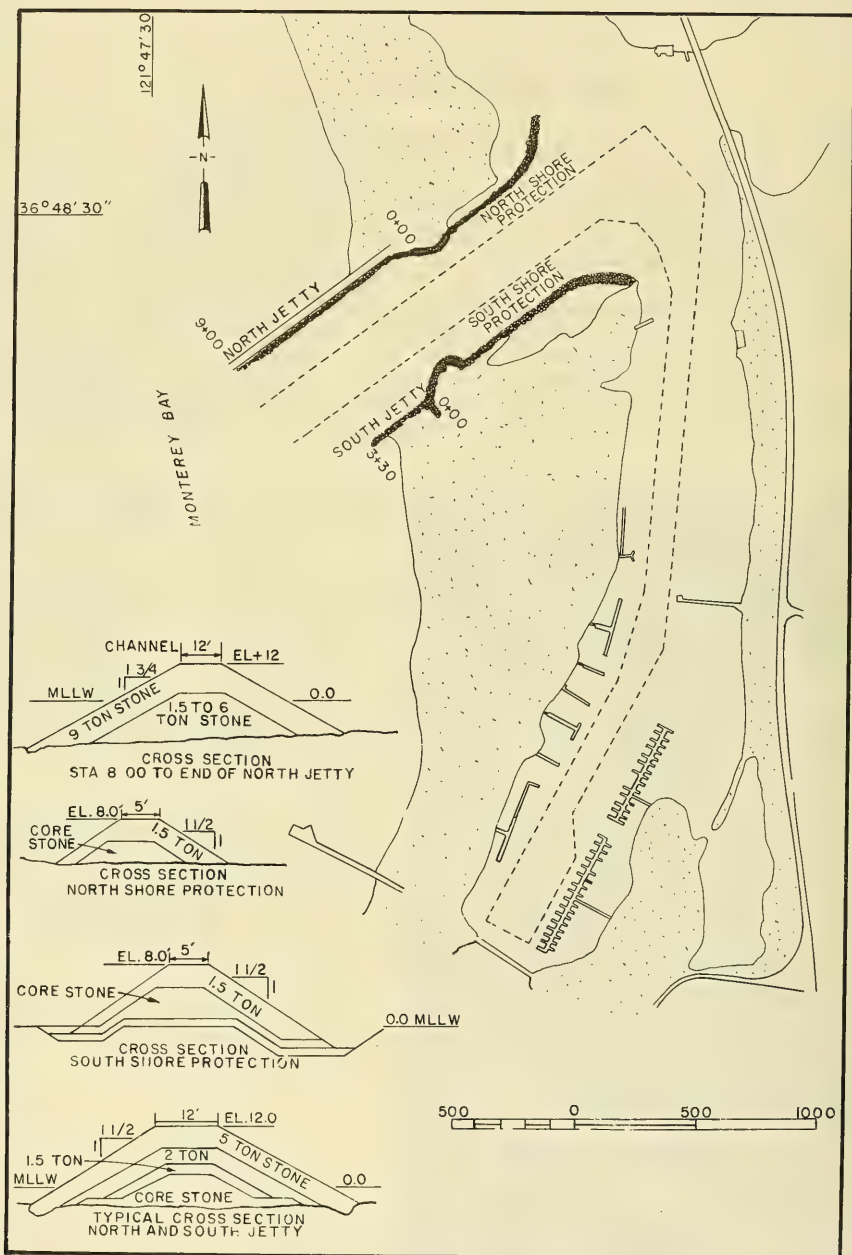 121° 47' 30
-N-
36° 48' 30"
NORTH SHORE
PROTECTION
0+00
NORTH JETTY
9+00
SOUTH SHORE
PROTECTION
SOUTH JETTY
0+00
3+30
MONTEREY BAY
CHANNEL
12'
EL+12
1 3/4
1
MLLW
0.0
9 TON STONE
1.5 TO 6
TON STONE
CROSS SECTION
STA 8 00 TO END OF NORTH JETTY
EL. 8.0'
5'
1 1/2
1
CORE
STONE
1.5 TON
CROSS SECTION
NORTH SHORE PROTECTION
EL. 8.0'
5'
1 1/2
1
CORE STONE
1.5 TON
0.0 MLLW
CROSS SECTION
SOUTH SHORE PROTECTION
12'
EL. 12.0
1 1/2
1
1.5 TON
2 TON
5 TON STONE
MLLW
0.0
CORE STONE
TYPICAL CROSS SECTION
NORTH AND SOUTH JETTY
500 0 500 1000